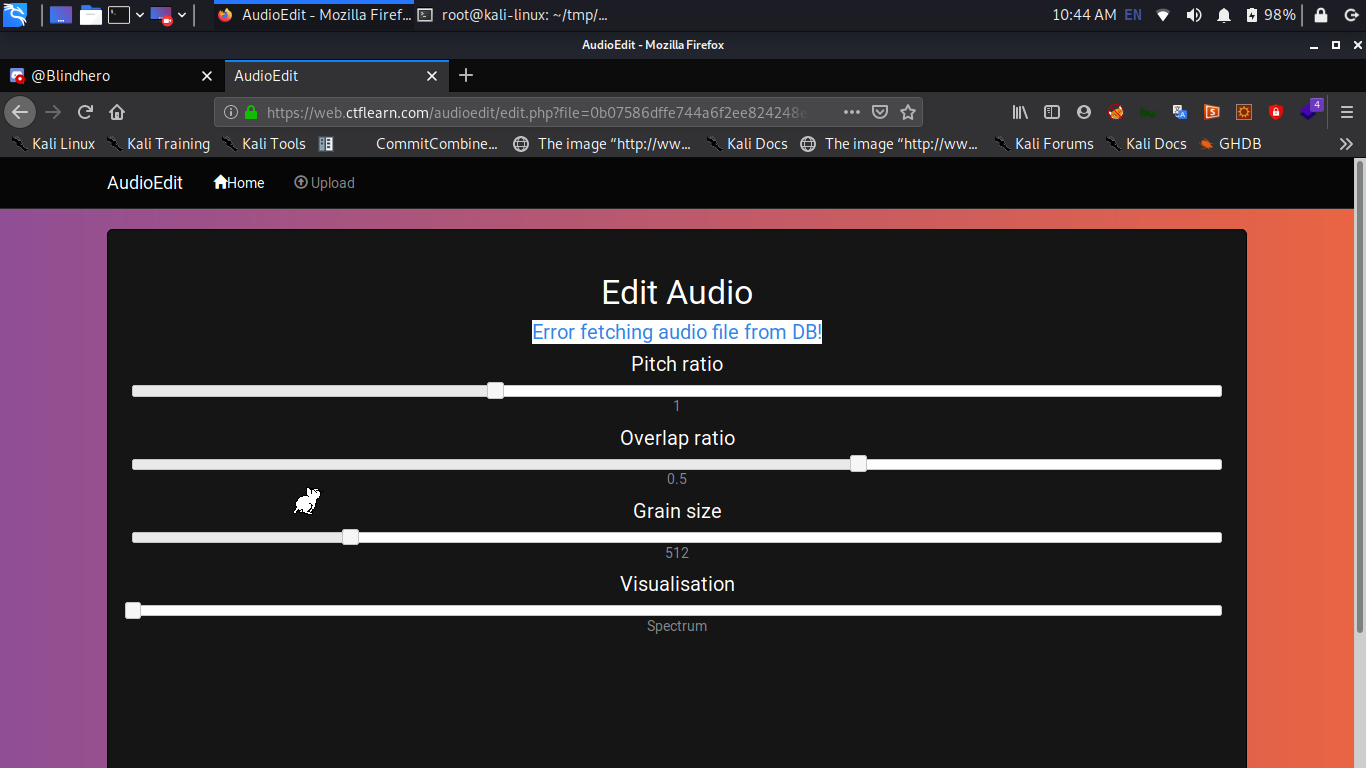 AudioEdit - Mozilla Firef...
root@kali-linux: ~/tmp/...
10:44 AM EN 98%
AudioEdit - Mozilla Firefox
@Blindhero
AudioEdit
https://web.ctflearn.com/audioedit/edit.php?file=0b07586dffe744a6f2ee824248e
4
Kali Linux Kali Training Kali Tools CommitCombine... The image “http://ww... Kali Docs The image “http://ww... Kali Forums Kali Docs GHDB
AudioEdit Home Upload
Edit Audio
Error fetching audio file from DB!
Pitch ratio
1
Overlap ratio
0.5
Grain size
512
Visualisation
Spectrum